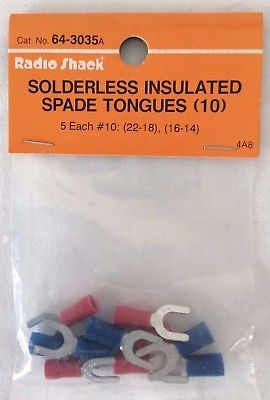 Cat. No 64-3035A
Radio Shack
SOLDERLESS INSULATED
SPADE TONGUES (10)
5 Each #10: (22-18), (16-14)
4A8